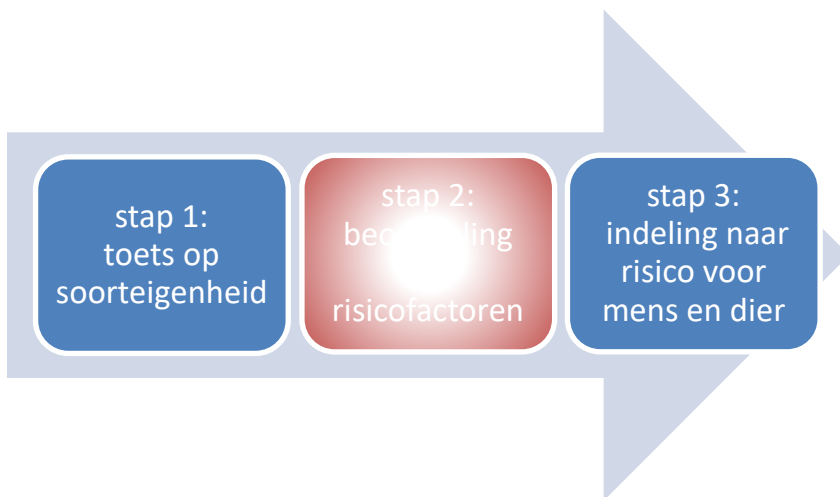 stap 1:
toets op
soorteigenheid
stap 2:
risicofactoren
stap 3:
indeling naar
risico voor
mens en dier